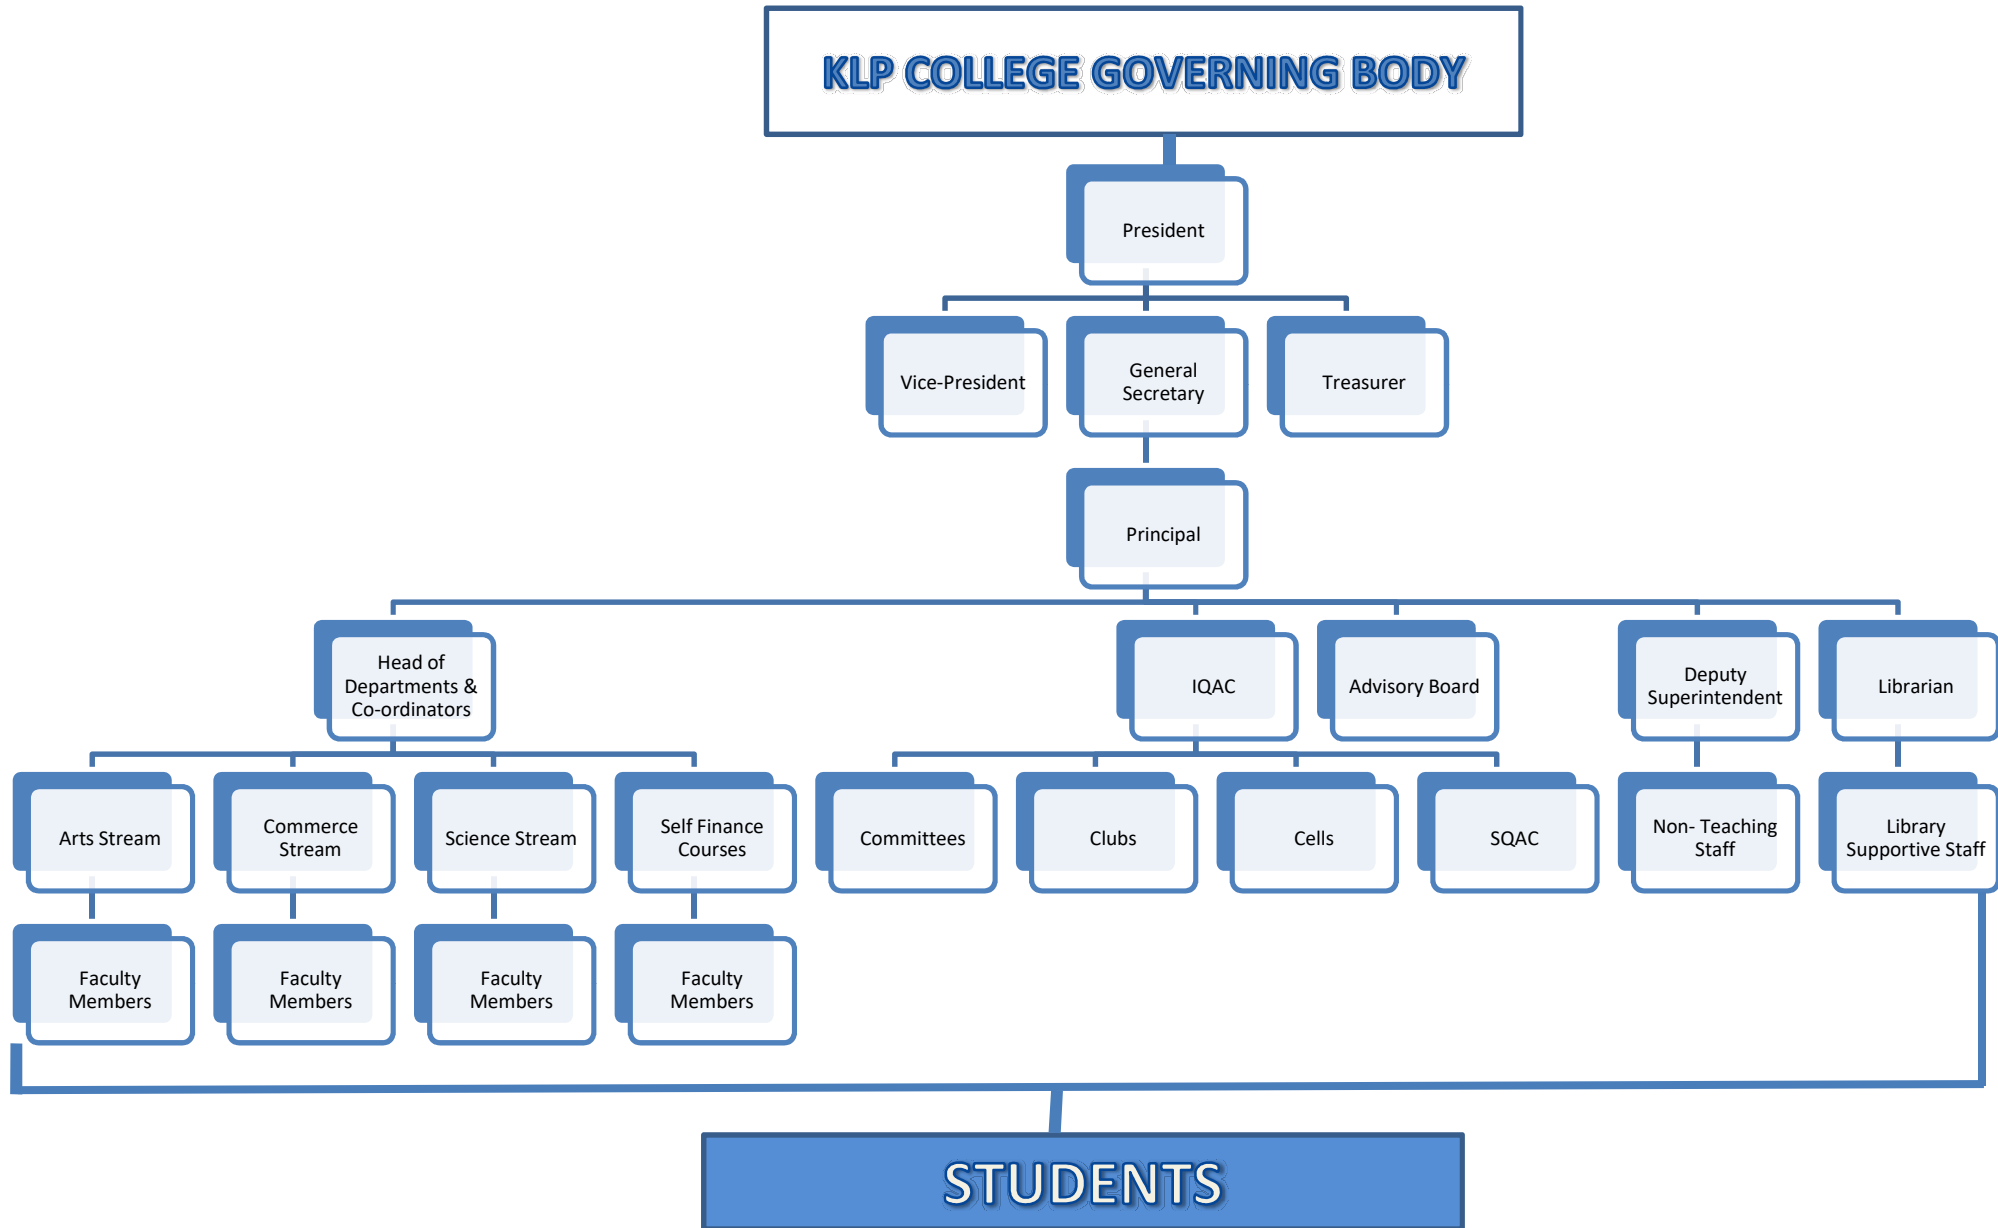 KLP COLLEGE GOVERNING BODY
President
Vice-President
General
Secretary
Treasurer
Principal
Head of
Departments &
Co-ordinators
IQAC
Advisory Board
Deputy
Superintendent
Librarian
Arts Stream
Commerce
Stream
Science Stream
Self Finance
Courses
Committees
Clubs
Cells
SQAC
Non- Teaching
Staff
Library
Supportive Staff
Faculty
Members
Faculty
Members
Faculty
Members
Faculty
Members
STUDENTS